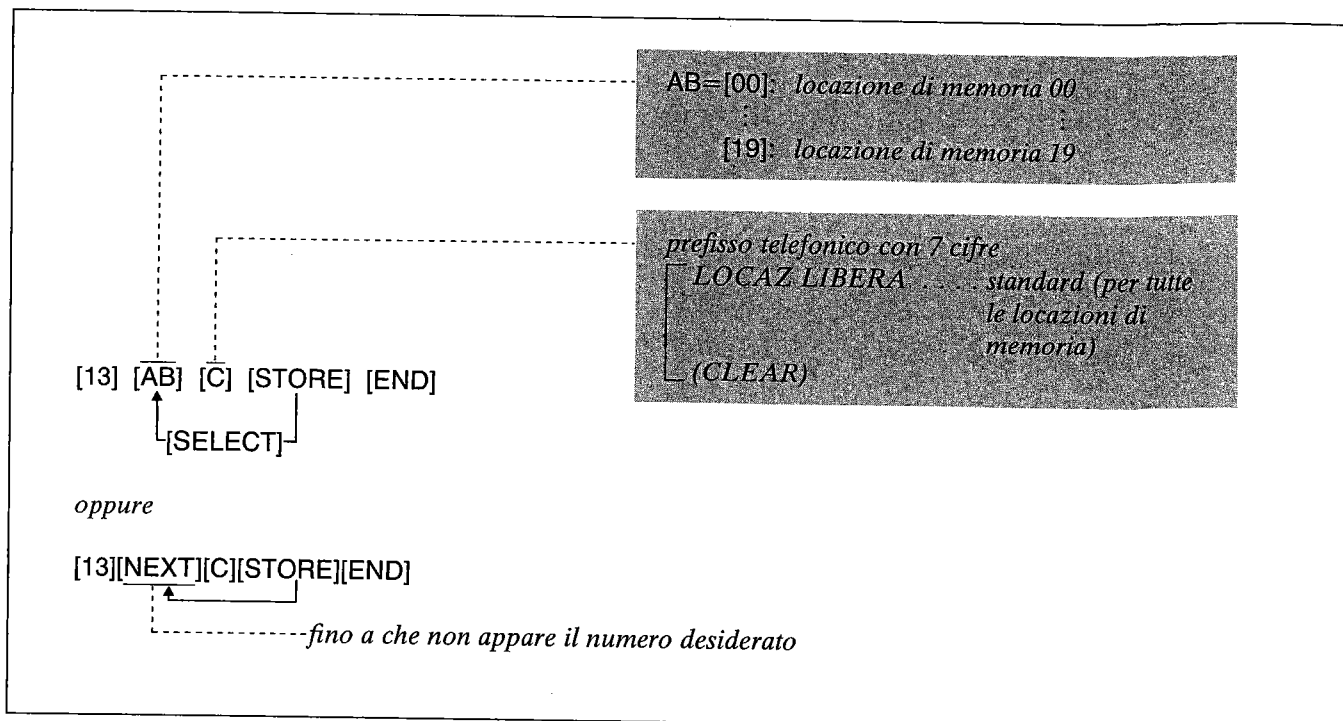 AB=[00]: locazione di memoria 00
[19]: locazione di memoria 19
prefisso telefonico con 7 cifre
LOCAZ LIBERA .... standard (per tutte
le locazioni di
memoria)
(CLEAR)
[13] [AB] [C] [STORE] [END]
[SELECT]
oppure
[13][NEXT][C][STORE][END]
fino a che non appare il numero desiderato